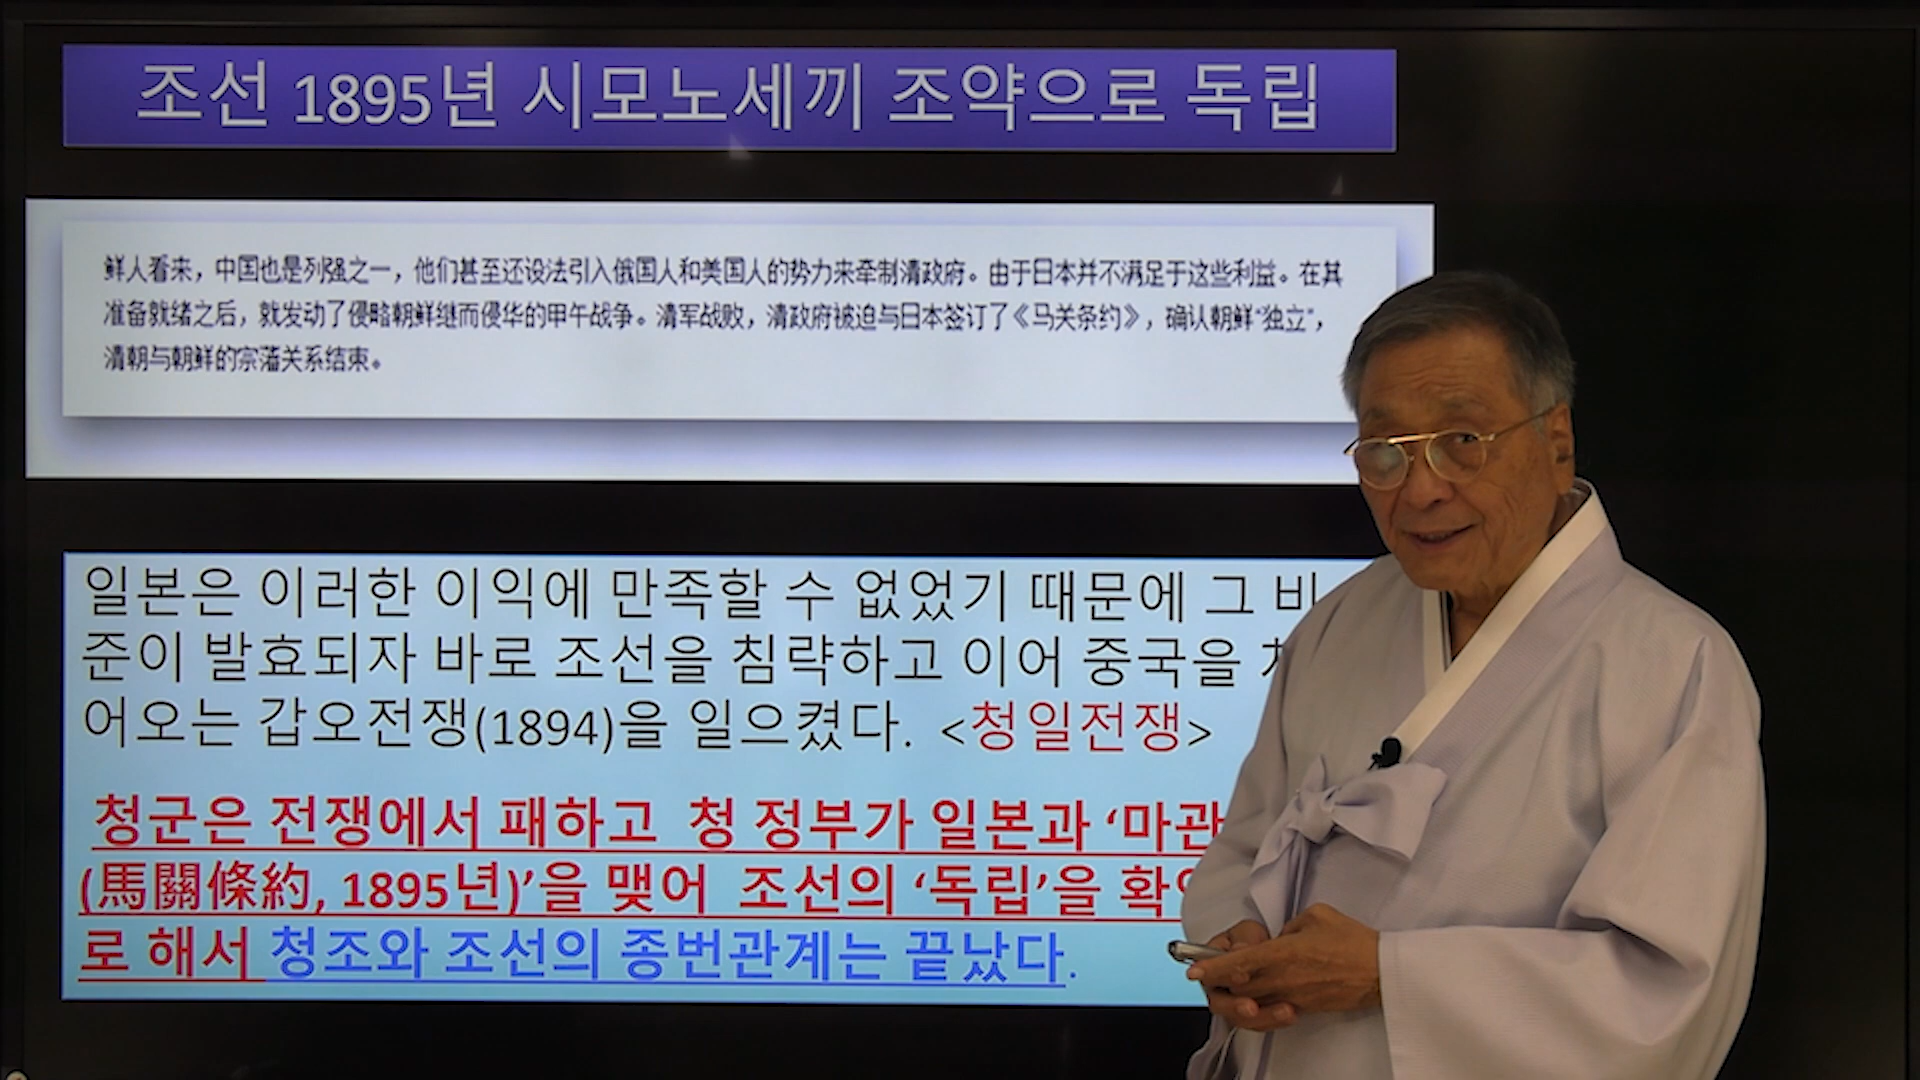 조선 1895년 시모노세끼 조약으로 독립
鲜人看来，中国也是列强之一，他们甚至还设法引入俄国人和美国人的势力来牵制清政府。由于日本并不满足于这些利益。在其
准备就绪之后，就发动了侵略朝鲜继而侵华的甲午战争。清军战败，清政府被迫与日本签订了《马关条约》，确认朝鲜“独立”，
清朝与朝鲜的宗藩关系结束。
일본은 이러한 이익에 만족할 수 없었기 때문에 그 비
준이 발효되자 바로 조선을 침략하고 이어 중국을
어오는 갑오전쟁(1894)을 일으켰다. <청일전쟁>
청군은 전쟁에서 패하고 청 정부가 일본과 ‘마관
(馬關條約, 1895년)’을 맺어 조선의 ‘독립’을
로 해서 청조와 조선의 종번관계는 끝났다.